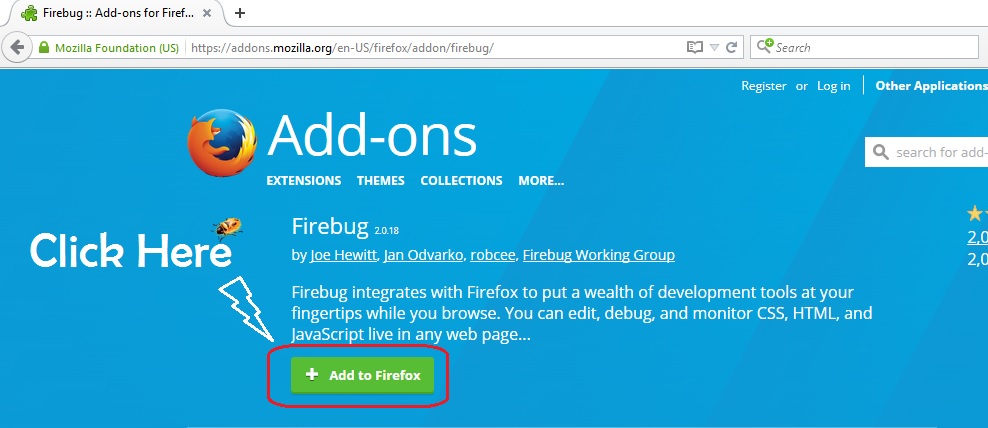 Firebug :: Add-ons for Firef...
Mozilla Foundation (US)
https://addons.mozilla.org/en-US/firefox/addon/firebug/
Search
Register or Log in
Other Applications
Add-ons
search for add-
EXTENSIONS THEMES COLLECTIONS MORE...
Click Here
Firebug 2.0.18
2,0
by Joe Hewitt, Jan Odvarko, robcee, Firebug Working Group
2,0
Firebug integrates with Firefox to put a wealth of development tools at your
fingertips while you browse. You can edit, debug, and monitor CSS, HTML, and
JavaScript live in any web page...
+ Add to Firefox